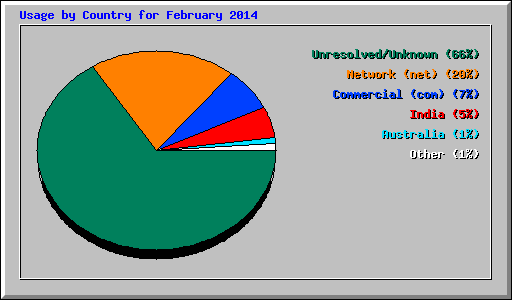 Usage by Country for February 2014
Unresolved/Unknown (66%)
Network (net) (20%)
Commercial (com) (7%)
India (5%)
Australia (1%)
Other (1%)